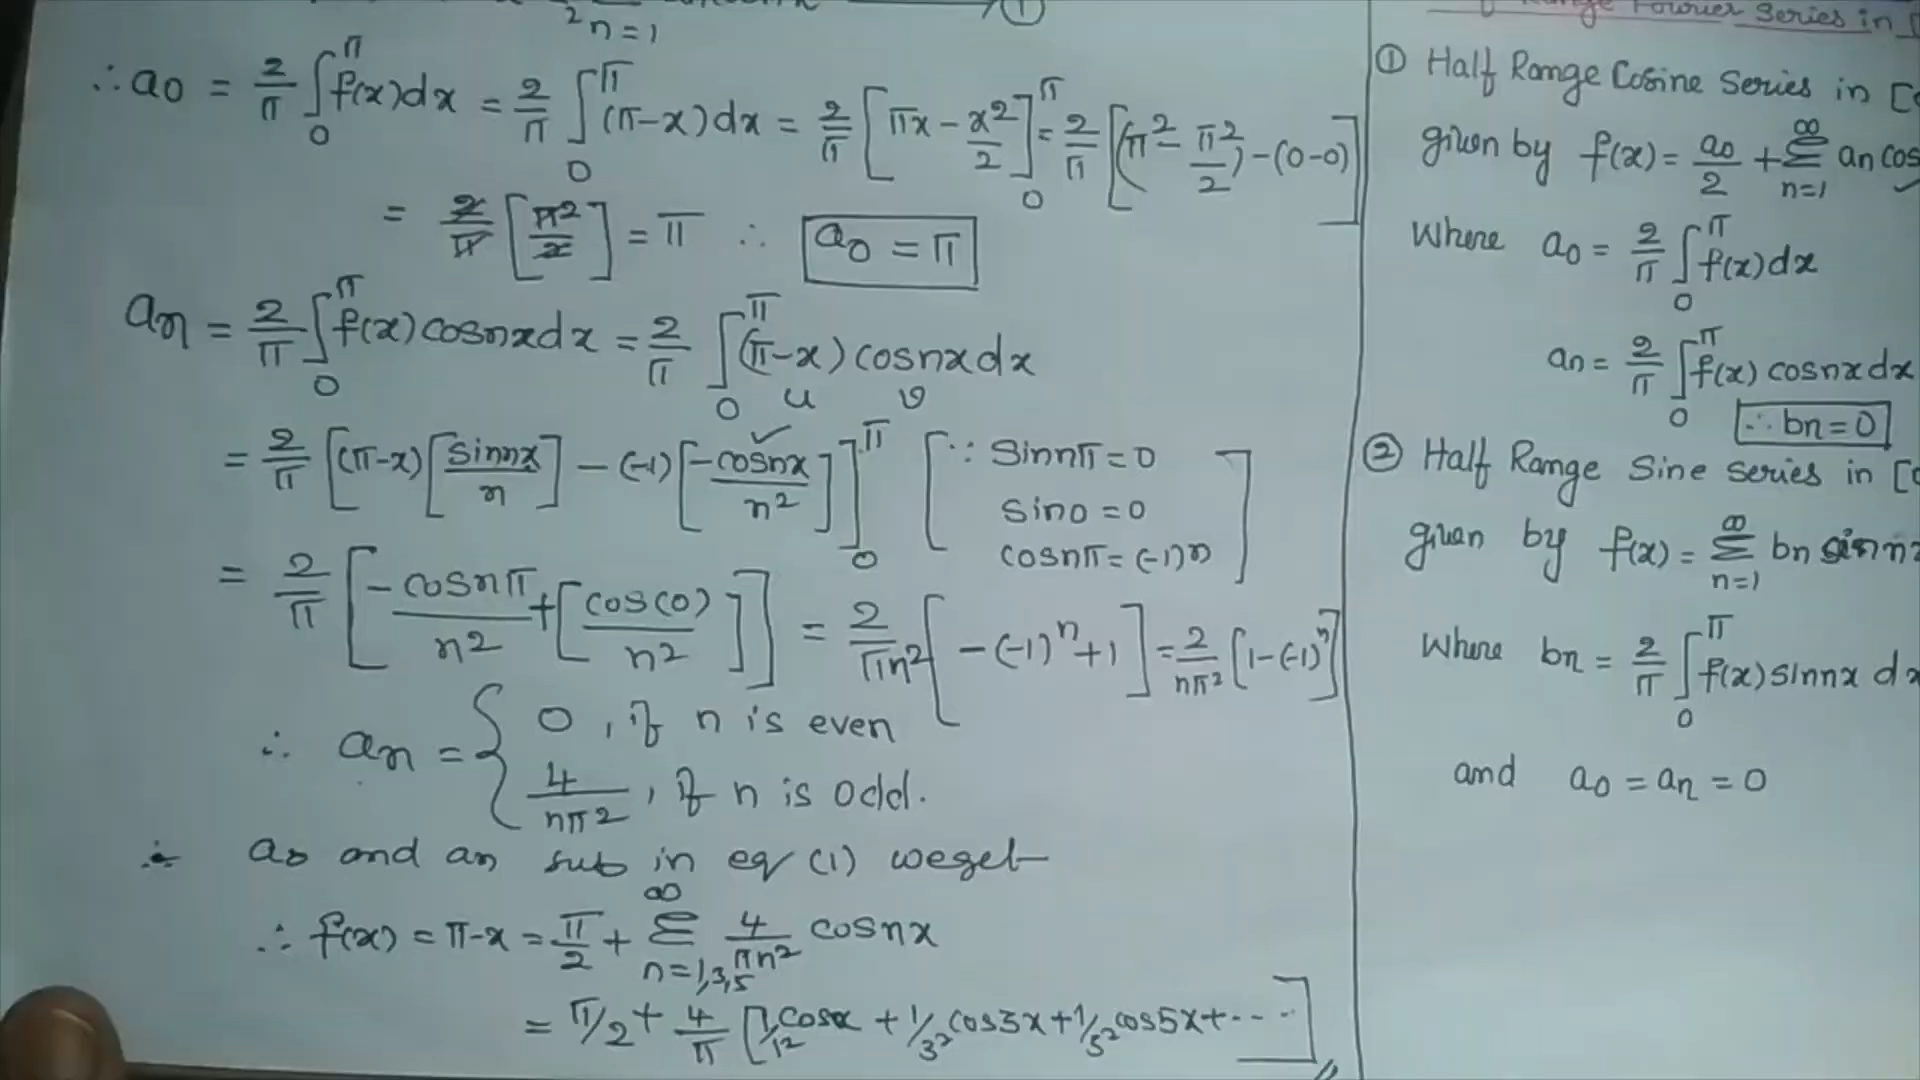 2 n=1 ①
∴ a0 = 2/π ∫0^π f(x)dx = 2/π ∫0^π (π-x)dx = 2/π [πx - x²/2]0^π = 2/π [(π² - π²/2) - (0-0)]
= 2/π [π²/2] = π ∴ a0 = π
an = 2/π ∫0^π f(x) cosnx dx = 2/π ∫0^π (π-x) cosnx dx
u v
= 2/π [(π-x)[sinnx/n] - (-1)[-cosnx/n²]]0^π [∵ sinnπ = 0
sin0 = 0
cosnπ = (-1)^n]
= 2/π [-cosnπ/n² + [cos(0)/n²]] = 2/πn² [-(-1)^n + 1] = 2/nπ² [1-(-1)^n]
∴ an = { 0, if n is even
4/nπ², if n is odd.
∴ a0 and an sub in eq (1) weget
∴ f(x) = π-x = π/2 + ∑ n=1,3,5 ^∞ 4/πn² cosnx
= π/2 + 4/π [1/1² cosx + 1/3² cos3x + 1/5² cos5x + ----]
Range Fourier Series in [
① Half Range Cosine Series in [
given by f(x) = a0/2 + ∑ n=1 ^∞ an cos
Where a0 = 2/π ∫0^π f(x)dx
an = 2/π ∫0^π f(x) cosnx dx
∴ bn = 0
② Half Range Sine Series in [
given by f(x) = ∑ n=1 ^∞ bn sin n
Where bn = 2/π ∫0^π f(x) sinnx dx
and a0 = an = 0